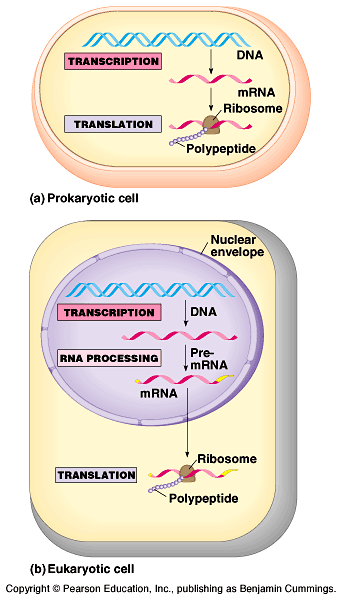 DNA
TRANSCRIPTION
mRNA
Ribosome
TRANSLATION
Polypeptide
(a) Prokaryotic cell
Nuclear
envelope
TRANSCRIPTION
DNA
RNA PROCESSING
Pre-
mRNA
mRNA
Ribosome
TRANSLATION
Polypeptide
(b) Eukaryotic cell
Copyright © Pearson Education, Inc., publishing as Benjamin Cummings.